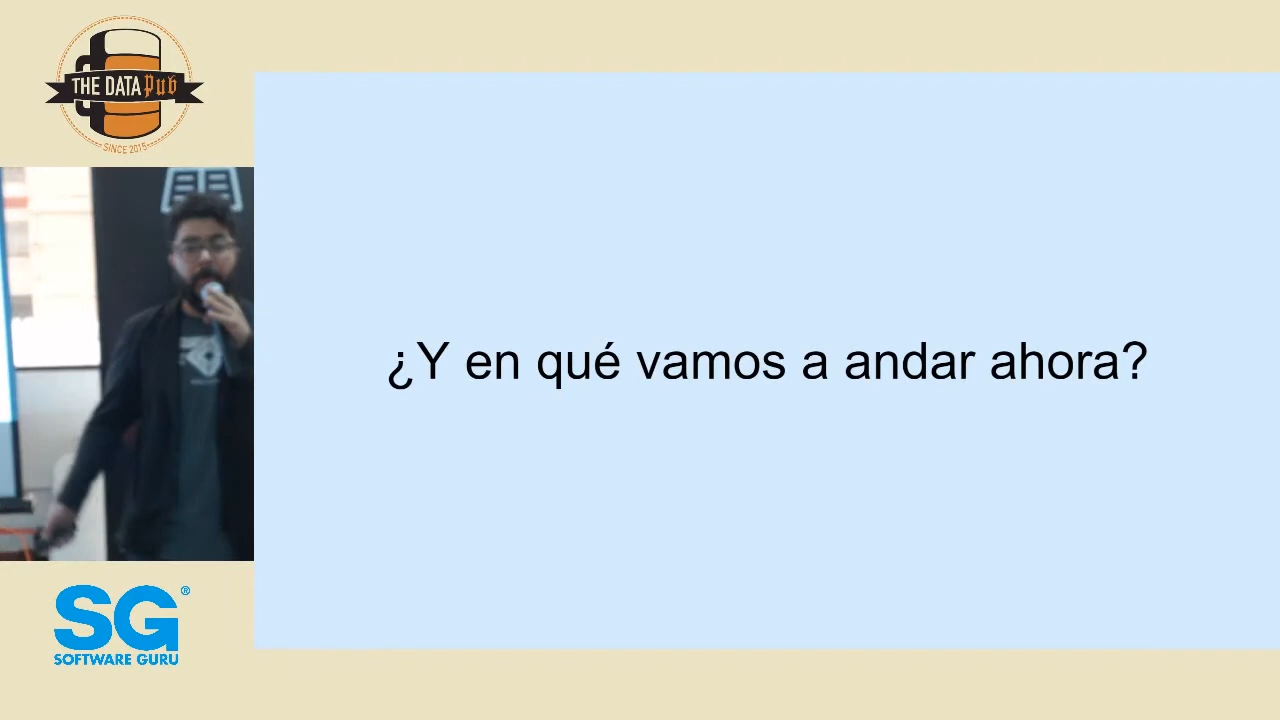 THE DATA Pub
SINCE 2015
¿Y en qué vamos a andar ahora?
SG®
SOFTWARE GURU